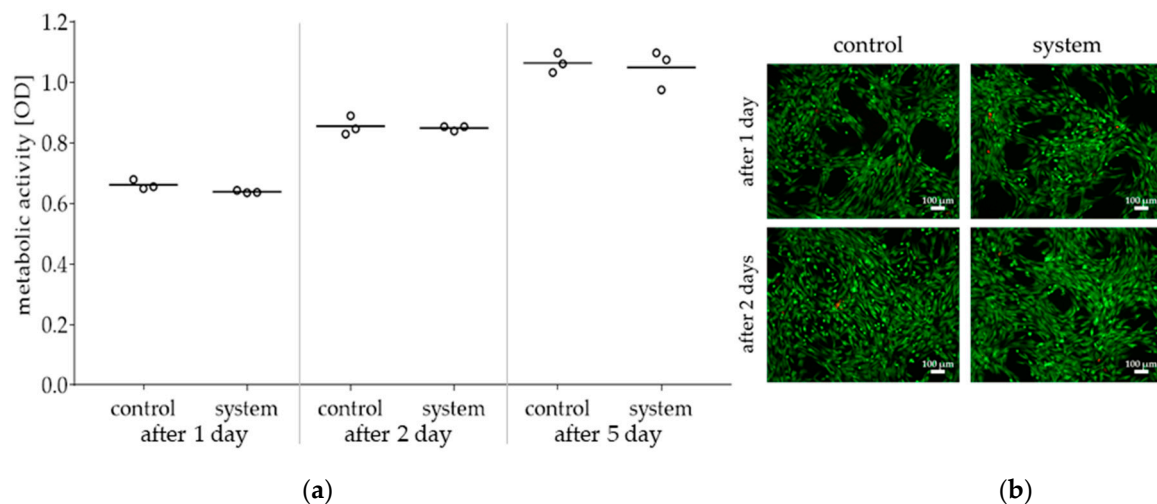 metabolic activity [OD]
1.2
1.0
0.8
0.6
0.4
0.2
0.0
control system control system control system
after 1 day after 2 day after 5 day
(a)
control system
after 1 day
100 µm 100 µm
after 2 days
100 µm 100 µm
(b)